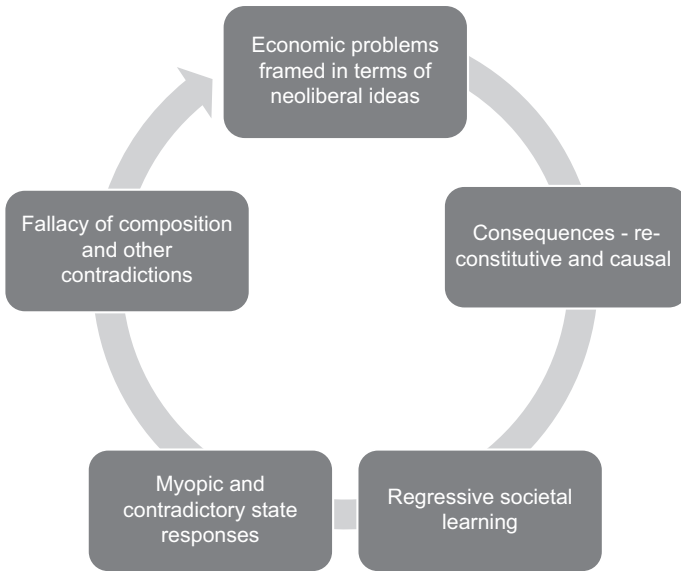 Economic problems
framed in terms of
neoliberal ideas
Consequences - re-
constitutive and causal
Regressive societal
learning
Myopic and
contradictory state
responses
Fallacy of composition
and other
contradictions